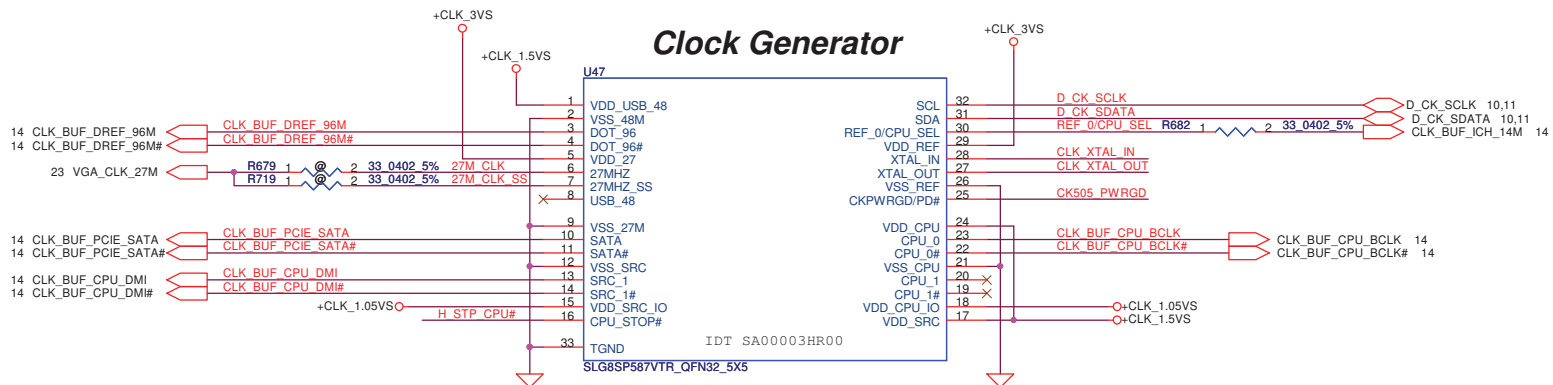 Clock Generator
+CLK_3VS
+CLK_1.5VS
+CLK_3VS
U47
1 VDD_USB_48
2 VSS_48M
14 CLK_BUF_DREF_96M CLK_BUF_DREF_96M 3 DOT_96
14 CLK_BUF_DREF_96M# CLK_BUF_DREF_96M# 4 DOT_96#
5 VDD_27
23 VGA_CLK_27M R679 1 @ 2 33_0402_5% 27M_CLK 6 27MHZ
R719 1 @ 2 33_0402_5% 27M_CLK_SS 7 27MHZ_SS
8 USB_48
9 VSS_27M
14 CLK_BUF_PCIE_SATA CLK_BUF_PCIE_SATA 10 SATA
14 CLK_BUF_PCIE_SATA# CLK_BUF_PCIE_SATA# 11 SATA#
12 VSS_SRC
14 CLK_BUF_CPU_DMI CLK_BUF_CPU_DMI 13 SRC_1
14 CLK_BUF_CPU_DMI# CLK_BUF_CPU_DMI# 14 SRC_1#
+CLK_1.05VS 15 VDD_SRC_IO
H_STP_CPU# 16 CPU_STOP#
33 TGND
SCL 32 D_CK_SCLK D_CK_SCLK 10,11
SDA 31 D_CK_SDATA D_CK_SDATA 10,11
REF_0/CPU_SEL 30 REF_0/CPU_SEL R682 1 2 33_0402_5% CLK_BUF_ICH_14M 14
VDD_REF 29
XTAL_IN 28 CLK_XTAL_IN
XTAL_OUT 27 CLK_XTAL_OUT
VSS_REF 26
CKPWRGD/PD# 25 CK505_PWRGD
VDD_CPU 24
CPU_0 23 CLK_BUF_CPU_BCLK CLK_BUF_CPU_BCLK 14
CPU_0# 22 CLK_BUF_CPU_BCLK# CLK_BUF_CPU_BCLK# 14
VSS_CPU 21
CPU_1 20
CPU_1# 19
VDD_CPU_IO 18 +CLK_1.05VS
VDD_SRC 17 +CLK_1.5VS
IDT SA00003HR00
SLG8SP587VTR_QFN32_5X5